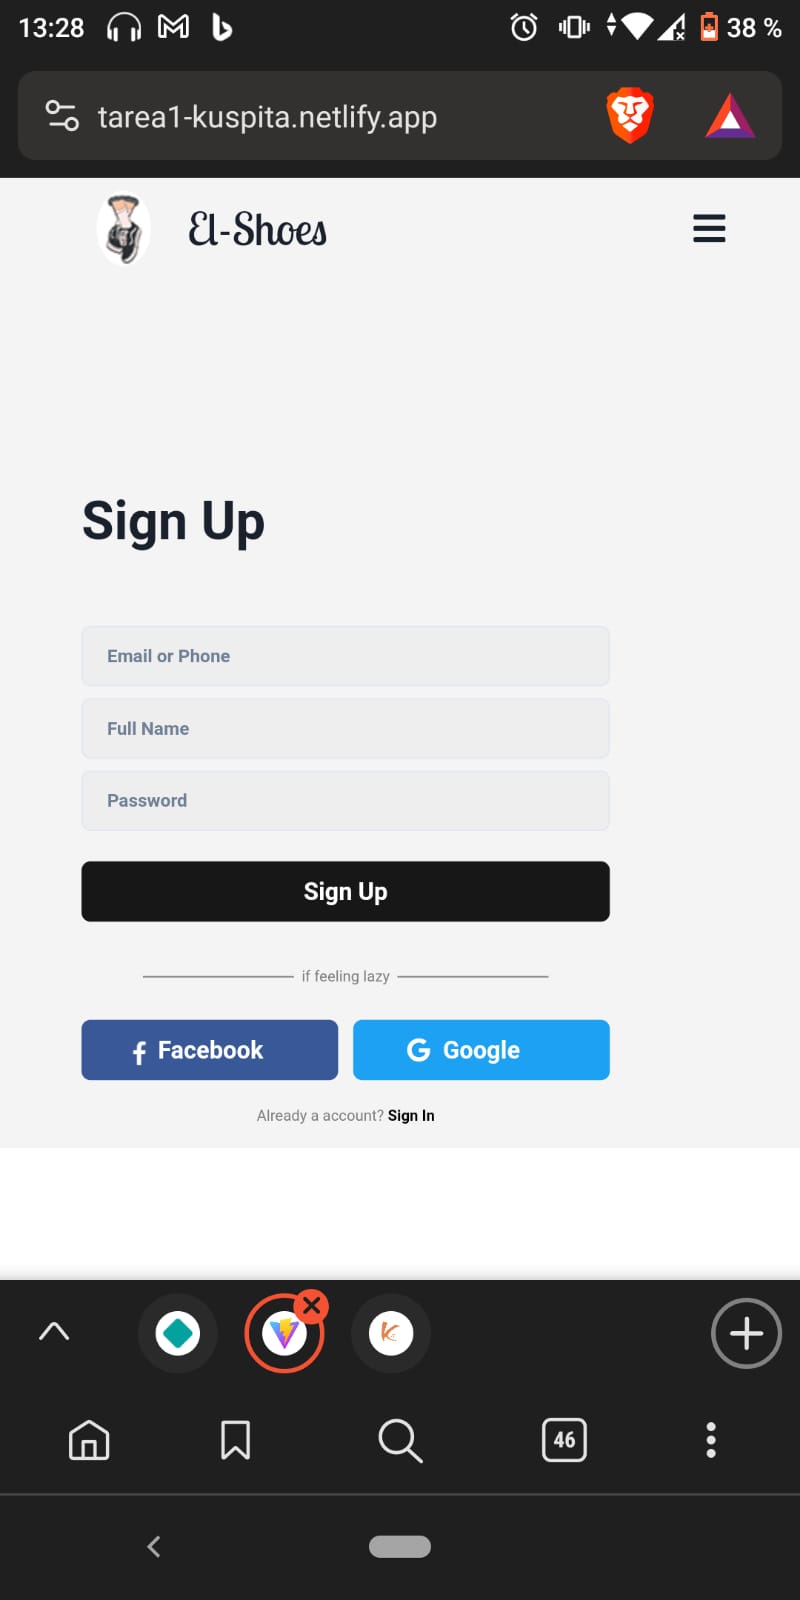 13:28
38 %
tarea1-kuspita.netlify.app
El-Shoes
Sign Up
Email or Phone
Full Name
Password
Sign Up
if feeling lazy
Facebook
Google
Already a account? Sign In
46